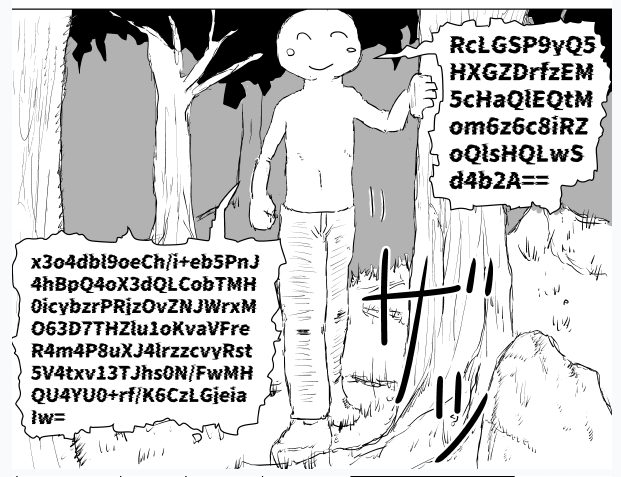 RcLGSP9yQ5
HXGZDrfzEM
5cHaQlEQtM
om6z6c8iRZ
oQlsHQLwS
d4b2A==
ザッ
x3o4dbl9oeCh/i+eb5PnJ
4hBpQ4oX3dQLCobTMH
0icybzrPRjzOvZNJWrxM
O63D7THZlu1oKvaVFre
R4m4P8uXJ4lrzzcvyRst
5V4txv13TJhs0N/FwMH
QU4YU0+rf/K6CzLGjeia
lw=